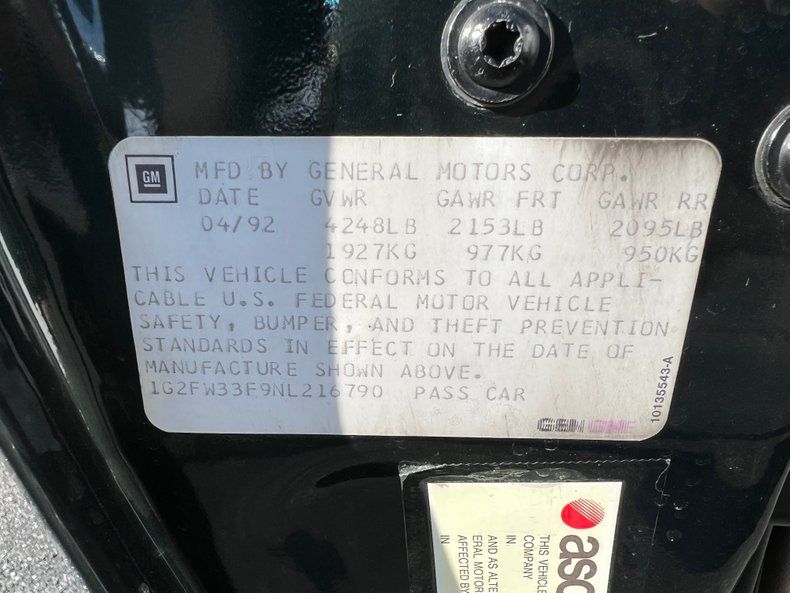 GM MFD BY GENERAL MOTORS CORP.
DATE GVWR GAWR FRT GAWR RR
04/92 4248LB 2153LB 2095LB
1927KG 977KG 950KG
THIS VEHICLE CONFORMS TO ALL APPLI-
CABLE U.S. FEDERAL MOTOR VEHICLE
SAFETY, BUMPER, AND THEFT PREVENTION
STANDARDS IN EFFECT ON THE DATE OF
MANUFACTURE SHOWN ABOVE.
1G2FW33F9NL216790 PASS CAR
10135543-A
asc
THIS VEHICLE
COMPANY
IN
AND AS ALTE
ERAL MOTOR
AFFECTED BY
IN